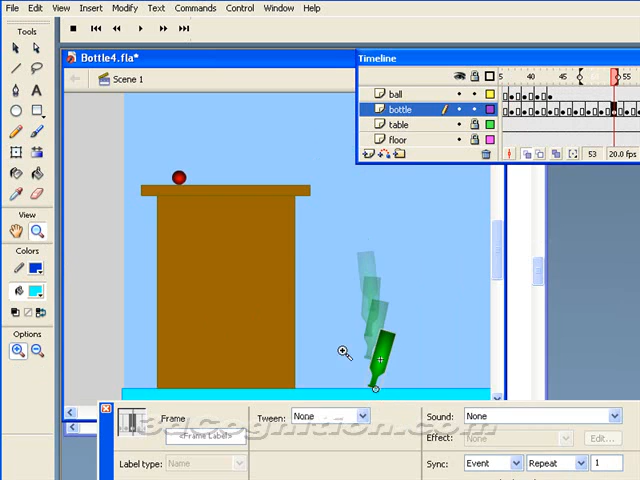 File Edit View Insert Modify Text Commands Control Window Help
Tools
View
Colors
Options
Bottle4.fla*
Scene 1
Timeline
5 40 45 55
ball
bottle
table
floor
53 20.0 fps
3dCognition.com
Frame
<Frame Label>
Label type: Name
Tween: None
Sound: None
Effect: None Edit...
Sync: Event Repeat 1